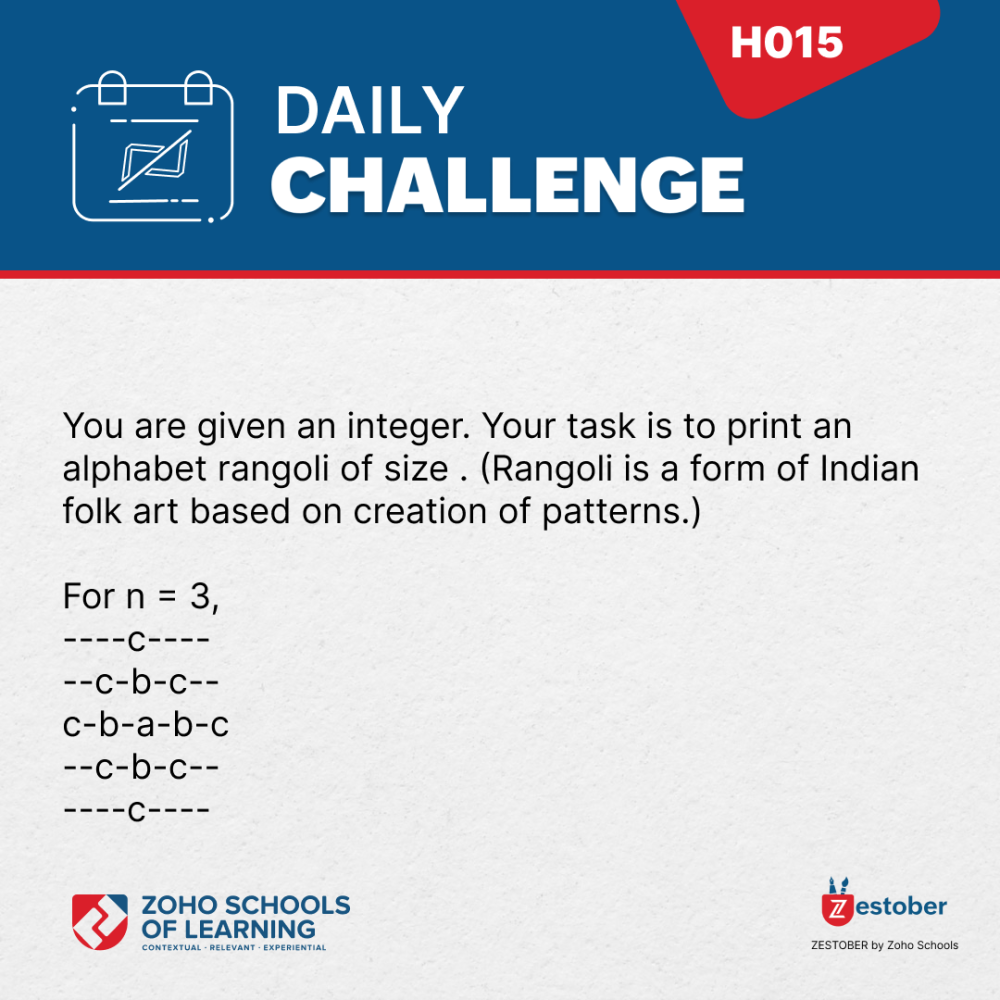 H015
DAILY
CHALLENGE
You are given an integer. Your task is to print an
alphabet rangoli of size . (Rangoli is a form of Indian
folk art based on creation of patterns.)
For n = 3,
----c----
--c-b-c--
c-b-a-b-c
--c-b-c--
----c----
ZOHO SCHOOLS
OF LEARNING
CONTEXTUAL · RELEVANT · EXPERIENTIAL
Zestober
ZESTOBER by Zoho Schools